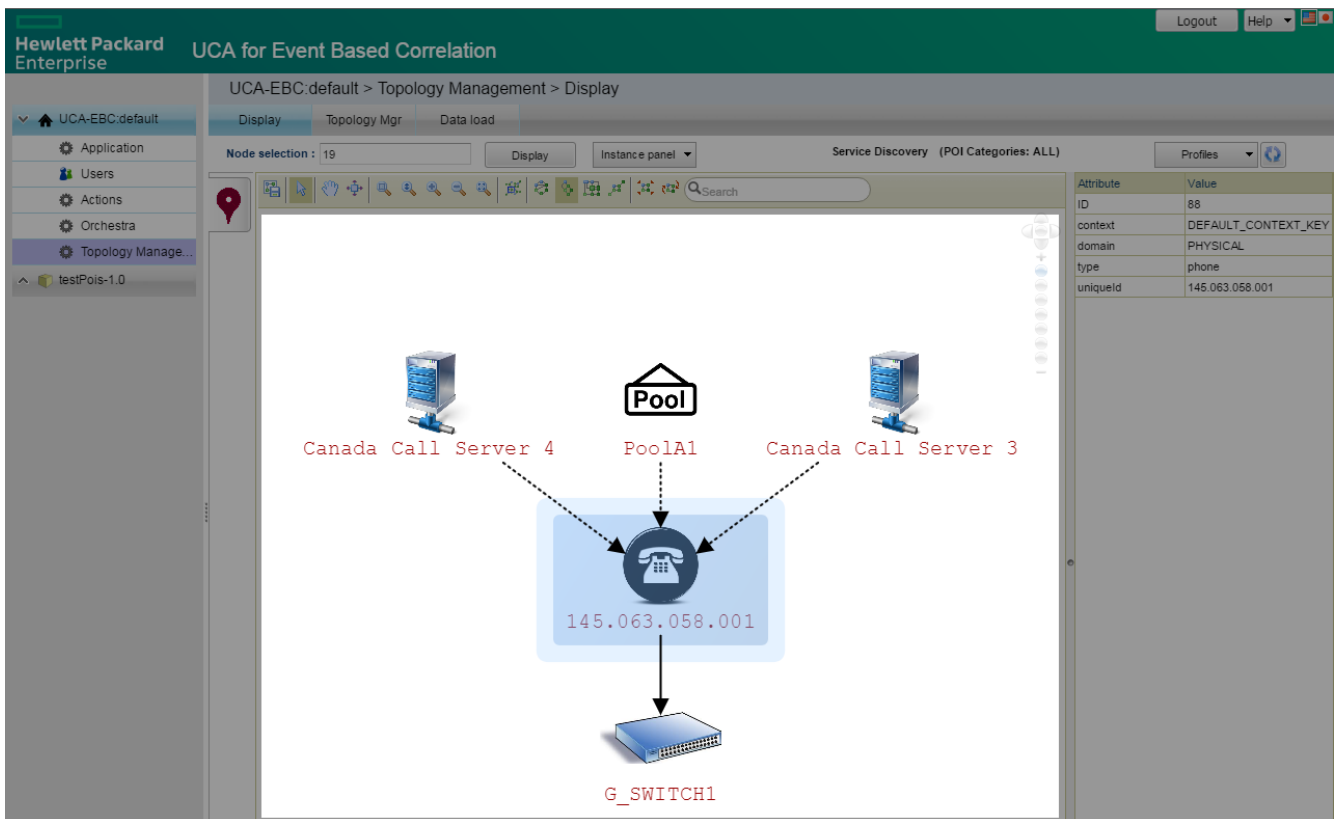 Logout Help
Hewlett Packard
Enterprise
UCA for Event Based Correlation
UCA-EBC:default > Topology Management > Display
UCA-EBC:default
Application
Users
Actions
Orchestra
Topology Manage...
testPois-1.0
Display Topology Mgr Data load
Node selection : 19 Display Instance panel Service Discovery (POI Categories: ALL) Profiles
Search
Attribute Value
ID 88
context DEFAULT_CONTEXT_KEY
domain PHYSICAL
type phone
uniqueId 145.063.058.001
Pool
Canada Call Server 4 PoolA1 Canada Call Server 3
145.063.058.001
G_SWITCH1